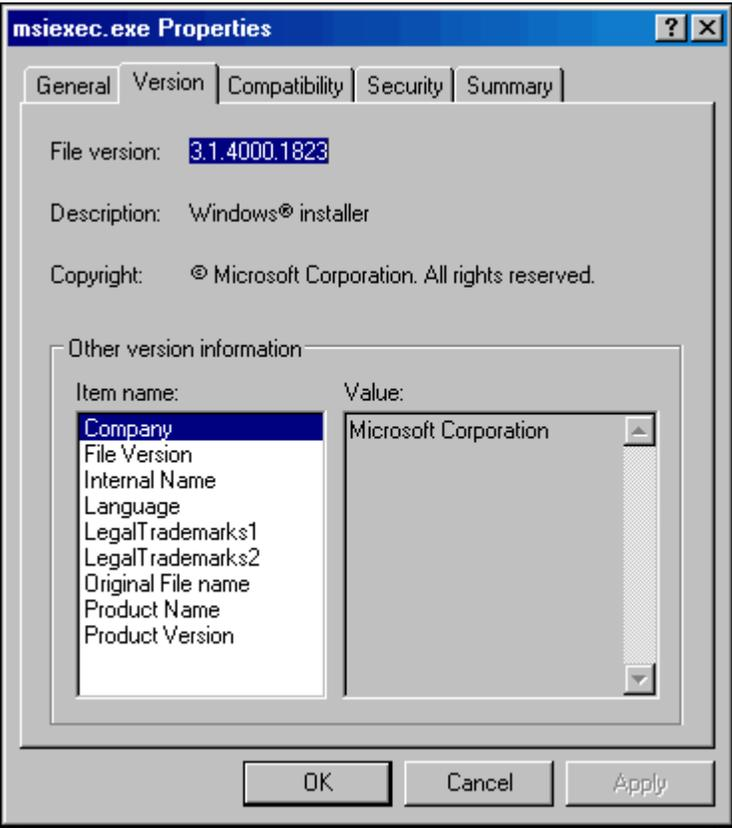 msiexec.exe Properties
General Version Compatibility Security Summary
File version: 3.1.4000.1823
Description: Windows® installer
Copyright: © Microsoft Corporation. All rights reserved.
Other version information
Item name: Value:
Company Microsoft Corporation
File Version
Internal Name
Language
LegalTrademarks1
LegalTrademarks2
Original File name
Product Name
Product Version
OK Cancel Apply